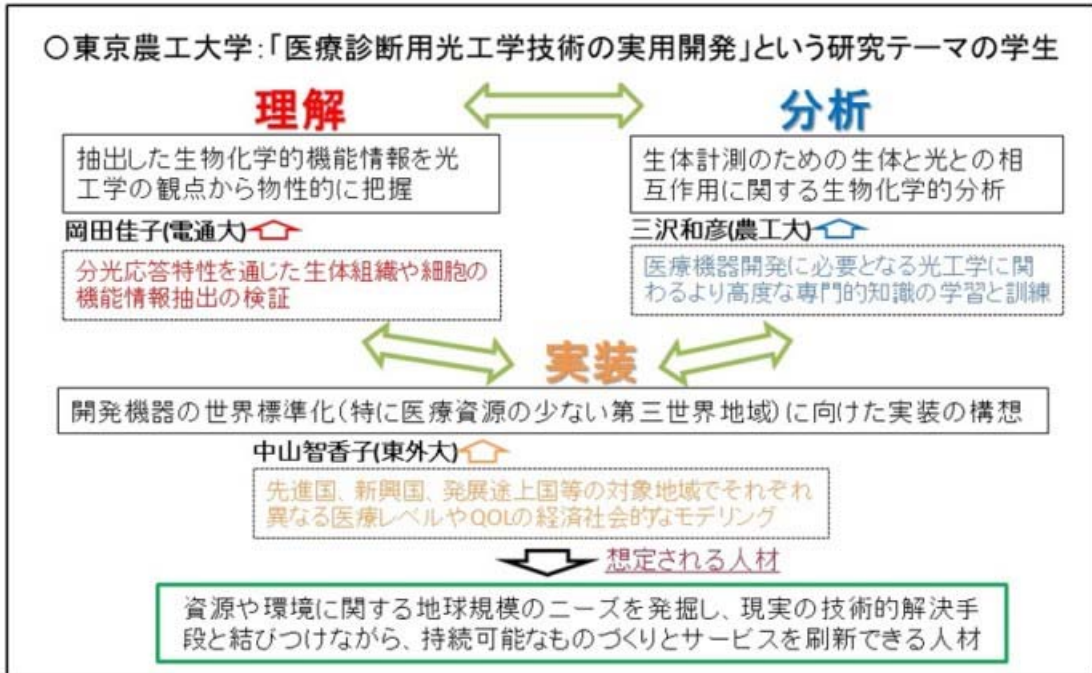 ○東京農工大学:「医療診断用光工学技術の実用開発」という研究テーマの学生
理解
分析
抽出した生物化学的機能情報を光
工学の観点から物性的に把握
生体計測のための生体と光との相
互作用に関する生物化学的分析
岡田佳子(電通大)
三沢和彦(農工大)
分光応答特性を通じた生体組織や細胞の
機能情報抽出の検証
医療機器開発に必要となる光工学に関
わるより高度な専門的知識の学習と訓練
実装
開発機器の世界標準化(特に医療資源の少ない第三世界地域)に向けた実装の構想
中山智香子(東外大)
先進国、新興国、発展途上国等の対象地域でそれぞれ
異なる医療レベルやQOLの経済社会的なモデリング
想定される人材
資源や環境に関する地球規模のニーズを発掘し、現実の技術的解決手
段と結びつけながら、持続可能なものづくりとサービスを刷新できる人材